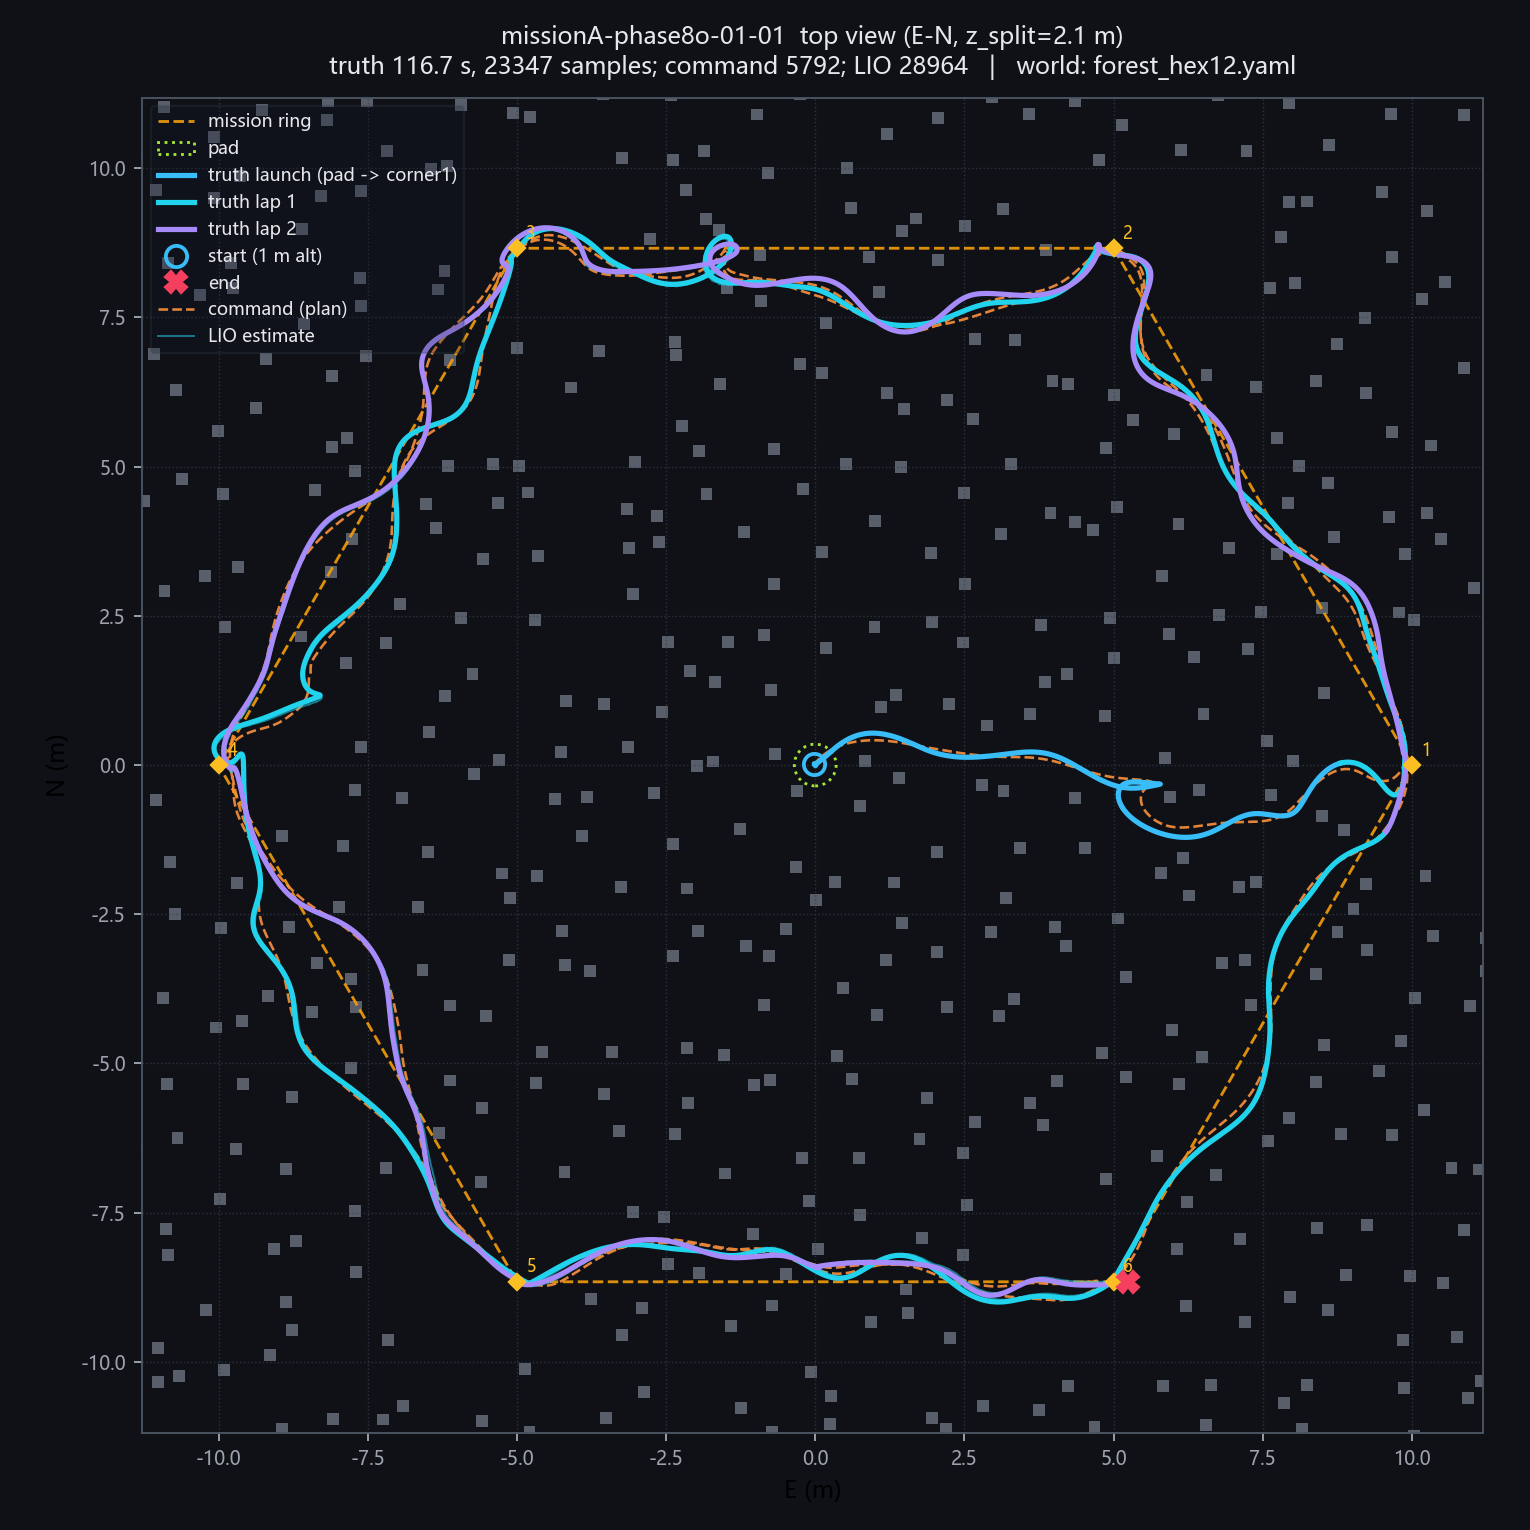 missionA-phase8o-01-01  top view (E-N, z_split=2.1 m)
truth 116.7 s, 23347 samples; command 5792; LIO 28964   |   world: forest_hex12.yaml
mission ring
pad
truth launch (pad -> corner1)
truth lap 1
truth lap 2
start (1 m alt)
end
command (plan)
LIO estimate
3
2
4
1
5
6
10.0
7.5
5.0
2.5
0.0
-2.5
-5.0
-7.5
-10.0
N (m)
-10.0 -7.5 -5.0 -2.5 0.0 2.5 5.0 7.5 10.0
E (m)